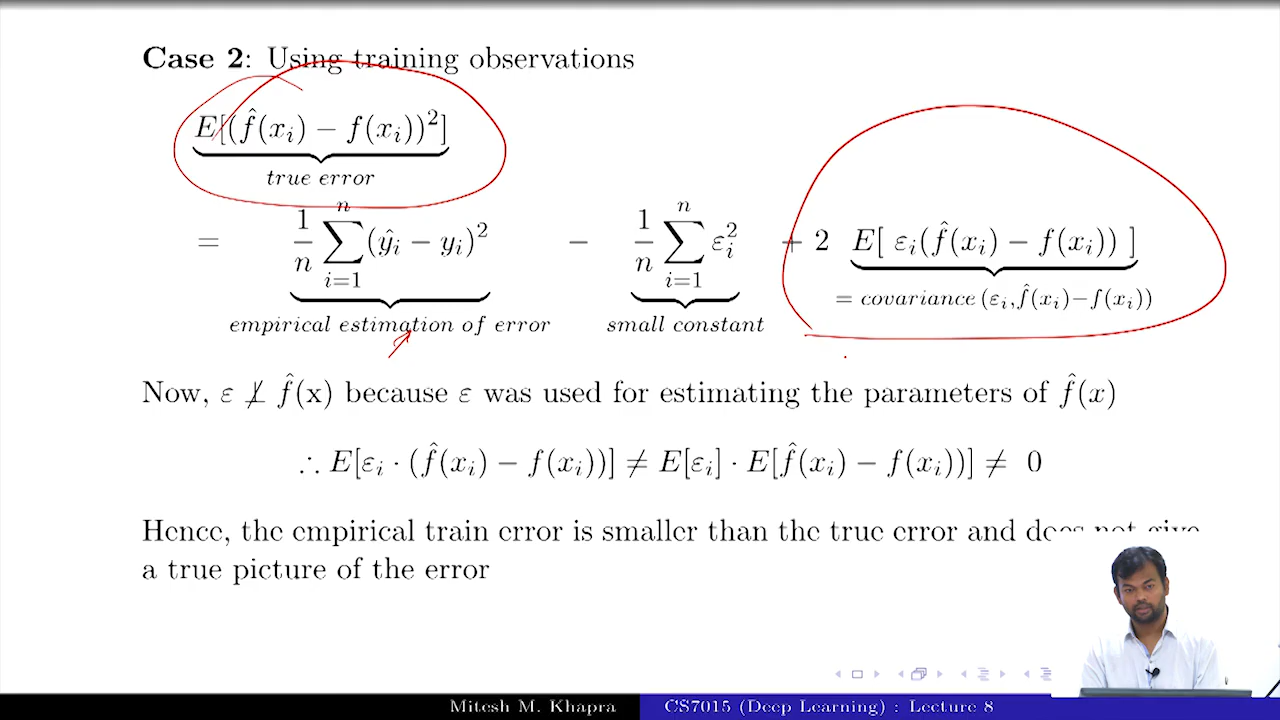 Case 2: Using training observations
E[(f̂(xᵢ) − f(xᵢ))²]
true error
= 1/n ∑ᵢ₌₁ⁿ (ŷᵢ − yᵢ)² − 1/n ∑ᵢ₌₁ⁿ εᵢ² + 2 E[ εᵢ(f̂(xᵢ) − f(xᵢ)) ]
= covariance (εᵢ,f̂(xᵢ)−f(xᵢ))
empirical estimation of error small constant
Now, ε ⊥̸ f̂(x) because ε was used for estimating the parameters of f̂(x)
∴ E[εᵢ · (f̂(xᵢ) − f(xᵢ))] ≠ E[εᵢ] · E[f̂(xᵢ) − f(xᵢ))] ≠ 0
Hence, the empirical train error is smaller than the true error and does not give
a true picture of the error
Mitesh M. Khapra CS7015 (Deep Learning) : Lecture 8